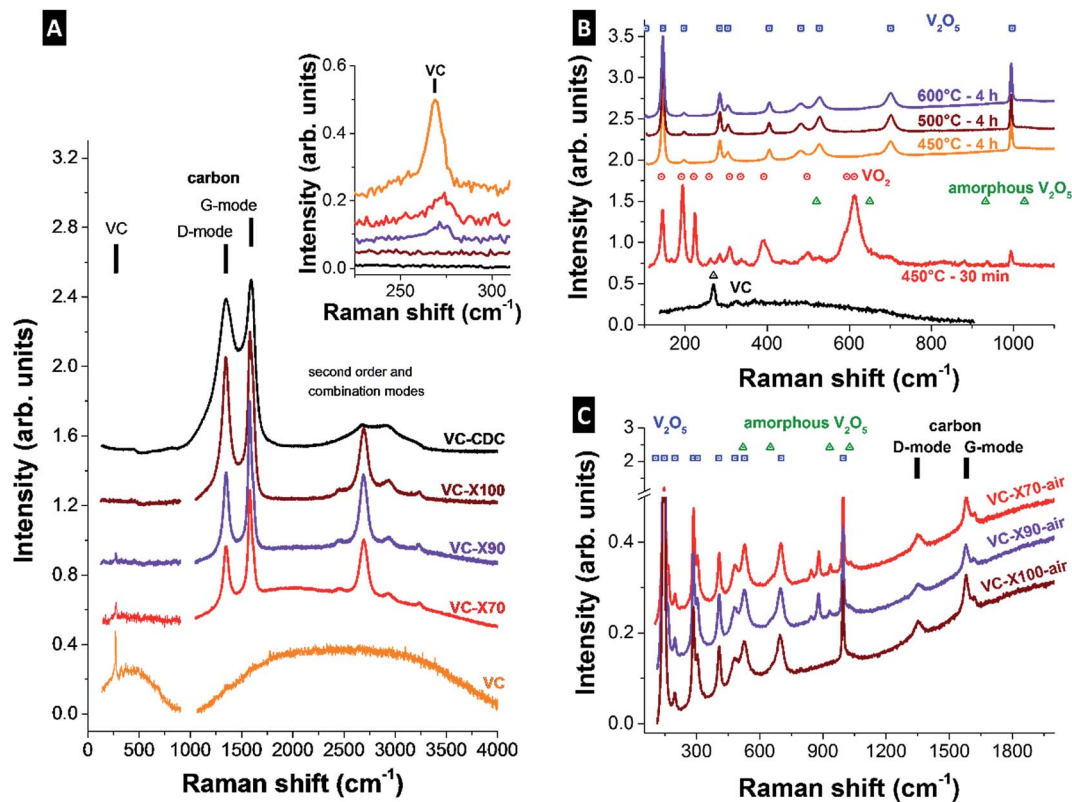 A
Intensity (arb. units)
3.2
2.8
2.4
2.0
1.6
1.2
0.8
0.4
0.0
carbon
G-mode
D-mode
VC
second order and
combination modes
VC-CDC
VC-X100
VC-X90
VC-X70
VC
0 500 1000 1500 2000 2500 3000 3500 4000
Raman shift (cm⁻¹)
Intensity (arb. units)
0.6
0.4
0.2
0.0
VC
225 250 275 300
Raman shift (cm⁻¹)
B
V₂O₅
Intensity (arb. units)
3.5
3.0
2.5
2.0
1.5
1.0
0.5
0.0
600°C - 4 h
500°C - 4 h
450°C - 4 h
VO₂
amorphous V₂O₅
450°C - 30 min
VC
200 400 600 800 1000
Raman shift (cm⁻¹)
C
Intensity (arb. units)
3
2
0.4
0.2
0.0
V₂O₅
amorphous V₂O₅
carbon
D-mode G-mode
VC-X70-air
VC-X90-air
VC-X100-air
300 600 900 1200 1500 1800
Raman shift (cm⁻¹)